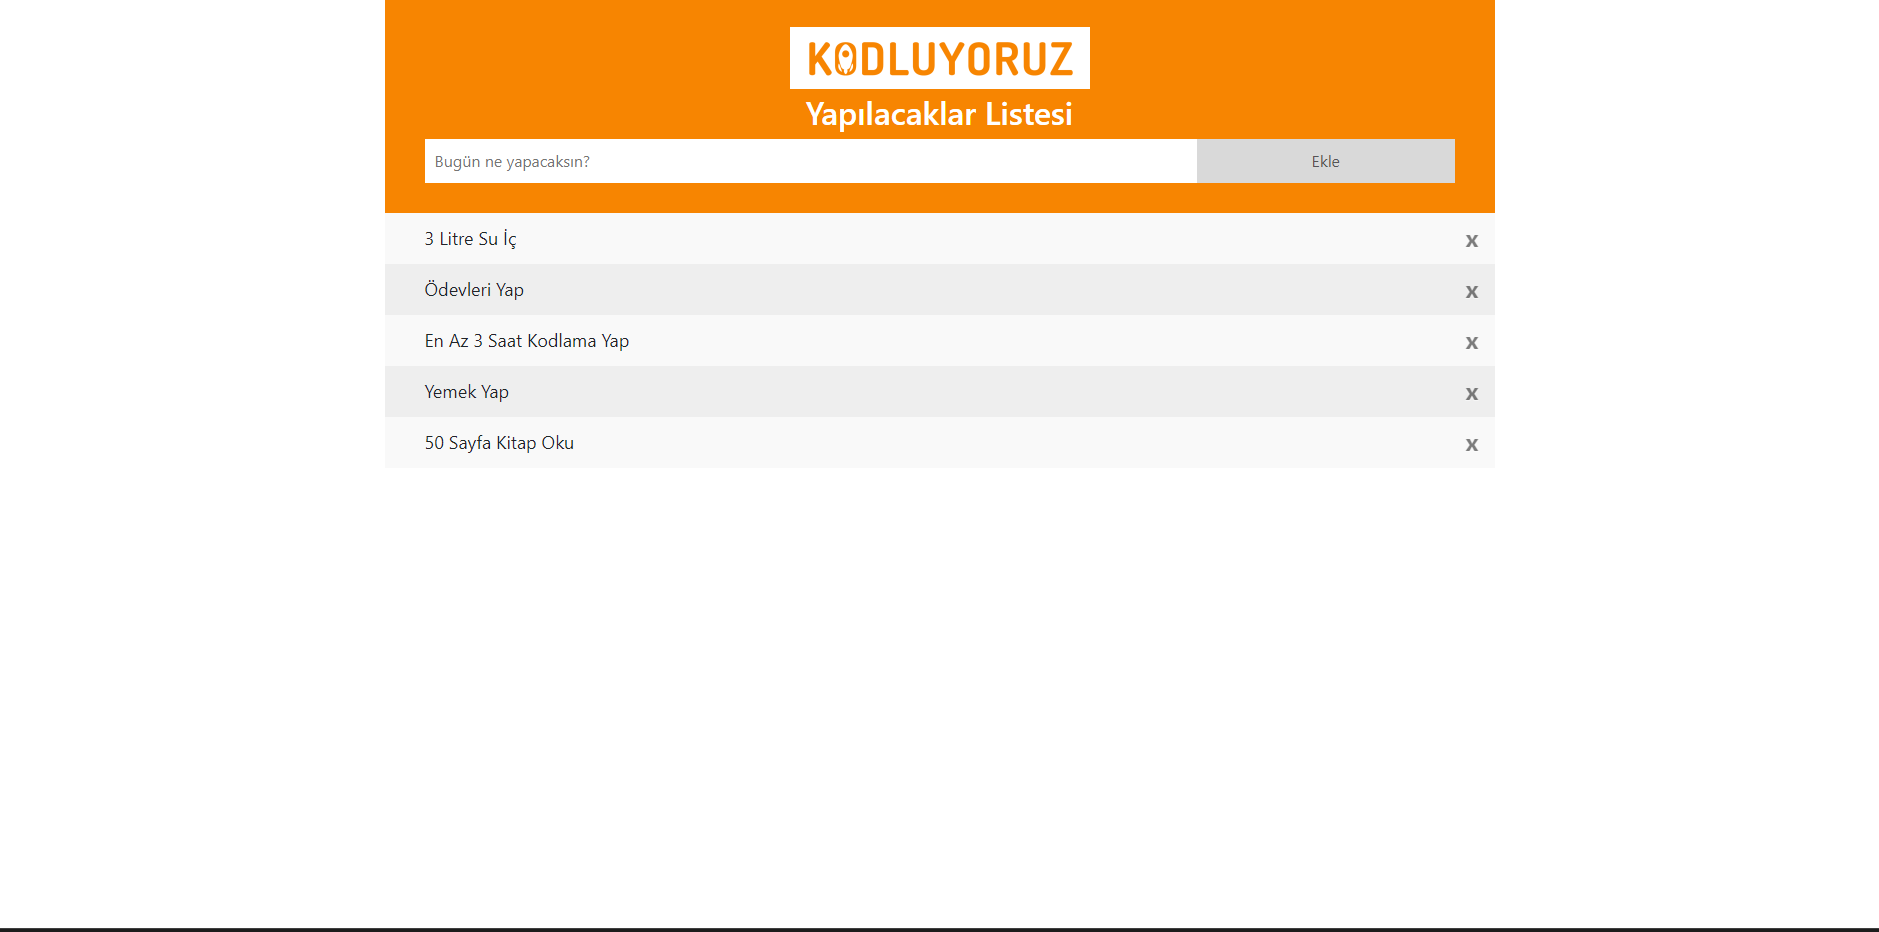 KODLUYORUZ
Yapılacaklar Listesi
Bugün ne yapacaksın?
Ekle
3 Litre Su İç
x
Ödevleri Yap
x
En Az 3 Saat Kodlama Yap
x
Yemek Yap
x
50 Sayfa Kitap Oku
x